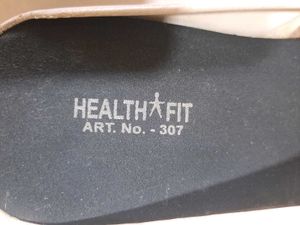 HEALTH FIT
ART. No. - 307